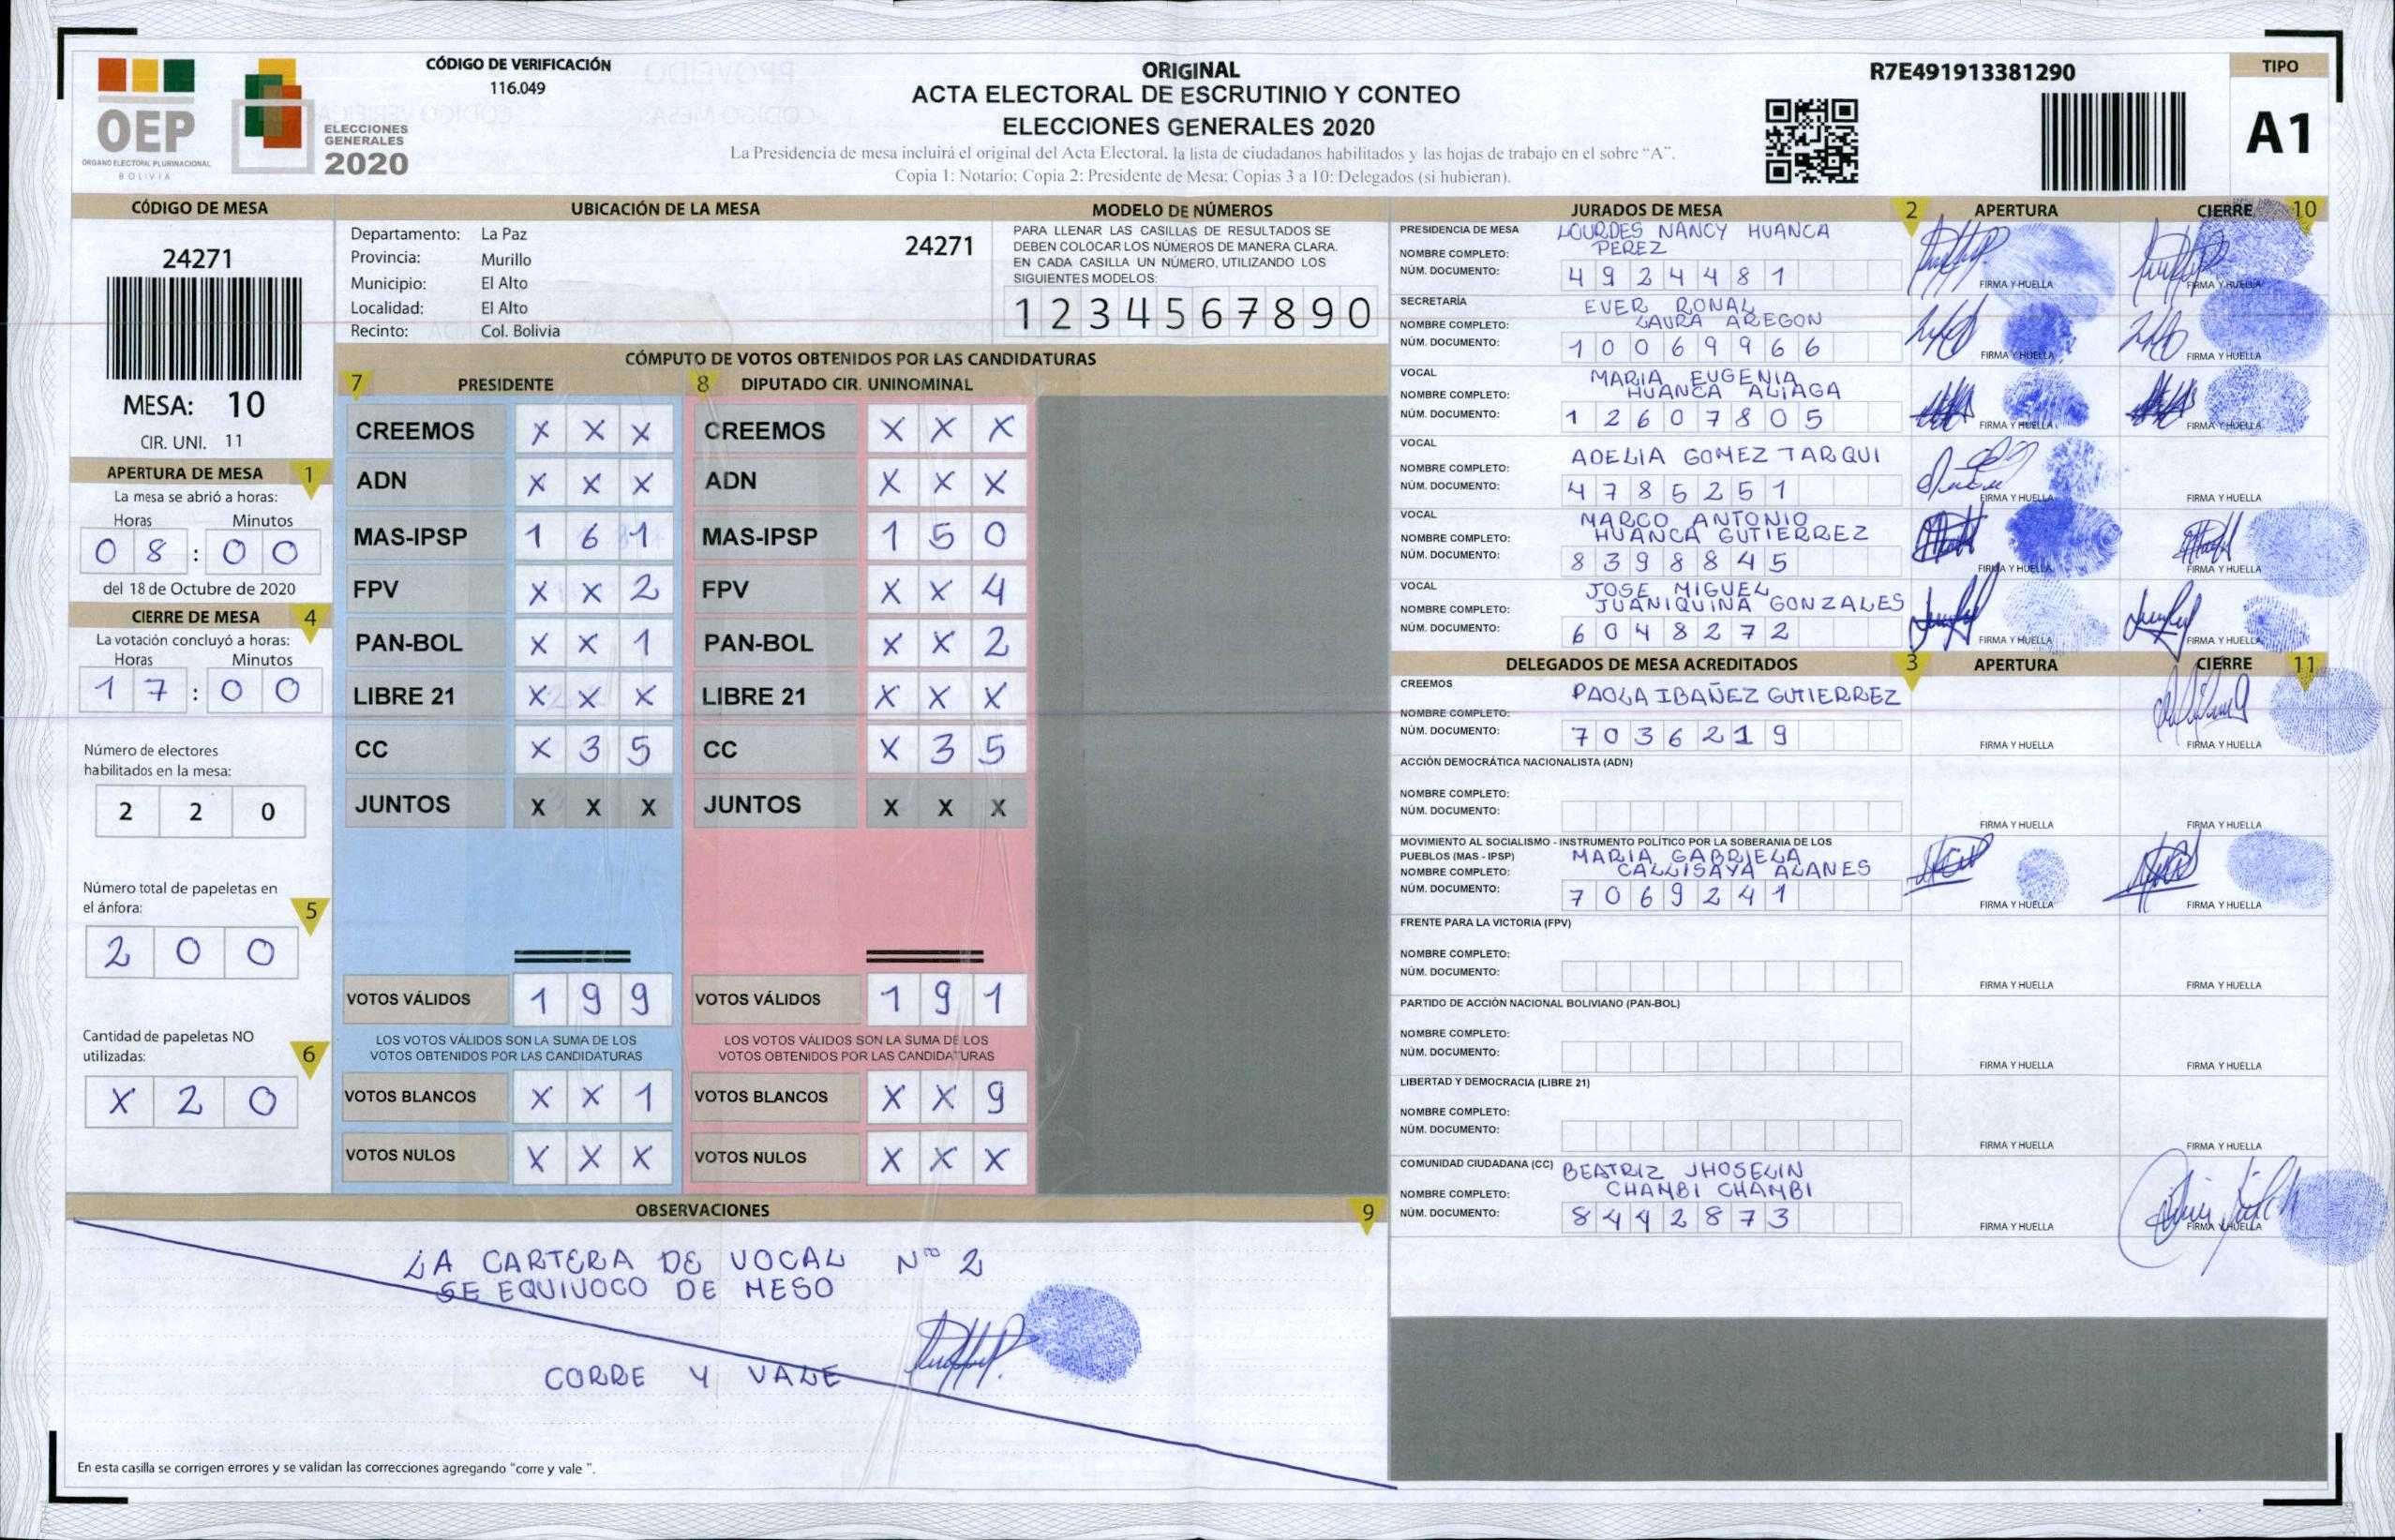 OEP
ÓRGANO ELECTORAL PLURINACIONAL
BOLIVIA
ELECCIONES
GENERALES
2020
CÓDIGO DE VERIFICACIÓN
116.049
ORIGINAL
ACTA ELECTORAL DE ESCRUTINIO Y CONTEO
ELECCIONES GENERALES 2020
La Presidencia de mesa incluirá el original del Acta Electoral, la lista de ciudadanos habilitados y las hojas de trabajo en el sobre "A".
Copia 1: Notario; Copia 2: Presidente de Mesa; Copias 3 a 10: Delegados (si hubieran).
R7E491913381290
TIPO
A1
CÓDIGO DE MESA
24271
MESA: 10
CIR. UNI. 11
APERTURA DE MESA 1
La mesa se abrió a horas:
Horas Minutos
0 8 : 0 0
del 18 de Octubre de 2020
CIERRE DE MESA 4
La votación concluyó a horas:
Horas Minutos
1 7 : 0 0
Número de electores
habilitados en la mesa:
2 2 0
Número total de papeletas en
el ánfora: 5
2 0 0
Cantidad de papeletas NO
utilizadas: 6
X 2 0
UBICACIÓN DE LA MESA
Departamento: La Paz
24271
Provincia: Murillo
Municipio: El Alto
Localidad: El Alto
Recinto: Col. Bolivia
MODELO DE NÚMEROS
PARA LLENAR LAS CASILLAS DE RESULTADOS SE
DEBEN COLOCAR LOS NÚMEROS DE MANERA CLARA.
EN CADA CASILLA UN NÚMERO, UTILIZANDO LOS
SIGUIENTES MODELOS:
1 2 3 4 5 6 7 8 9 0
CÓMPUTO DE VOTOS OBTENIDOS POR LAS CANDIDATURAS
7 PRESIDENTE
CREEMOS X X X
ADN X X X
MAS-IPSP 1 6 1
FPV X X 2
PAN-BOL X X 1
LIBRE 21 X X X
CC X 3 5
JUNTOS X X X
VOTOS VÁLIDOS 1 9 9
LOS VOTOS VÁLIDOS SON LA SUMA DE LOS
VOTOS OBTENIDOS POR LAS CANDIDATURAS
VOTOS BLANCOS X X 1
VOTOS NULOS X X X
8 DIPUTADO CIR. UNINOMINAL
CREEMOS X X X
ADN X X X
MAS-IPSP 1 5 0
FPV X X 4
PAN-BOL X X 2
LIBRE 21 X X X
CC X 3 5
JUNTOS X X X
VOTOS VÁLIDOS 1 9 1
LOS VOTOS VÁLIDOS SON LA SUMA DE LOS
VOTOS OBTENIDOS POR LAS CANDIDATURAS
VOTOS BLANCOS X X 9
VOTOS NULOS X X X
OBSERVACIONES 9
LA CARTERA DE VOCAL Nro 2
SE EQUIVOCO DE MESO
CORRE Y VALE
En esta casilla se corrigen errores y se validan las correcciones agregando "corre y vale ".
JURADOS DE MESA 2 APERTURA CIERRE 10
PRESIDENCIA DE MESA LOURDES NANCY HUANCA
NOMBRE COMPLETO: PEREZ
NÚM. DOCUMENTO: 4 9 2 4 4 8 1
FIRMA Y HUELLA FIRMA Y HUELLA
SECRETARÍA EVER RONAL
NOMBRE COMPLETO: LAURA AREGON
NÚM. DOCUMENTO: 1 0 0 6 9 9 6 6
FIRMA Y HUELLA FIRMA Y HUELLA
VOCAL MARIA EUGENIA
NOMBRE COMPLETO: HUANCA ALIAGA
NÚM. DOCUMENTO: 1 2 6 0 7 8 0 5
FIRMA Y HUELLA FIRMA Y HUELLA
VOCAL
NOMBRE COMPLETO: ADELIA GOMEZ TARQUI
NÚM. DOCUMENTO: 4 7 8 5 2 5 1
FIRMA Y HUELLA FIRMA Y HUELLA
VOCAL MARCO ANTONIO
NOMBRE COMPLETO: HUANCA GUTIERREZ
NÚM. DOCUMENTO: 8 3 9 8 8 4 5
FIRMA Y HUELLA FIRMA Y HUELLA
VOCAL JOSE MIGUEL
NOMBRE COMPLETO: JUANIQUINA GONZALES
NÚM. DOCUMENTO: 6 0 4 8 2 7 2
FIRMA Y HUELLA FIRMA Y HUELLA
DELEGADOS DE MESA ACREDITADOS 3 APERTURA CIERRE 11
CREEMOS
NOMBRE COMPLETO: PAOLA IBAÑEZ GUTIERREZ
NÚM. DOCUMENTO: 7 0 3 6 2 1 9
FIRMA Y HUELLA FIRMA Y HUELLA
ACCIÓN DEMOCRÁTICA NACIONALISTA (ADN)
NOMBRE COMPLETO:
NÚM. DOCUMENTO:
FIRMA Y HUELLA FIRMA Y HUELLA
MOVIMIENTO AL SOCIALISMO - INSTRUMENTO POLÍTICO POR LA SOBERANIA DE LOS
PUEBLOS (MAS - IPSP) MARIA GABRIELA
NOMBRE COMPLETO: CALLISAYA ALANES
NÚM. DOCUMENTO: 7 0 6 9 2 4 1
FIRMA Y HUELLA FIRMA Y HUELLA
FRENTE PARA LA VICTORIA (FPV)
NOMBRE COMPLETO:
NÚM. DOCUMENTO:
FIRMA Y HUELLA FIRMA Y HUELLA
PARTIDO DE ACCIÓN NACIONAL BOLIVIANO (PAN-BOL)
NOMBRE COMPLETO:
NÚM. DOCUMENTO:
FIRMA Y HUELLA FIRMA Y HUELLA
LIBERTAD Y DEMOCRACIA (LIBRE 21)
NOMBRE COMPLETO:
NÚM. DOCUMENTO:
FIRMA Y HUELLA FIRMA Y HUELLA
COMUNIDAD CIUDADANA (CC) BEATRIZ JHOSELIN
NOMBRE COMPLETO: CHAMBI CHAMBI
NÚM. DOCUMENTO: 8 4 4 2 8 7 3
FIRMA Y HUELLA FIRMA Y HUELLA